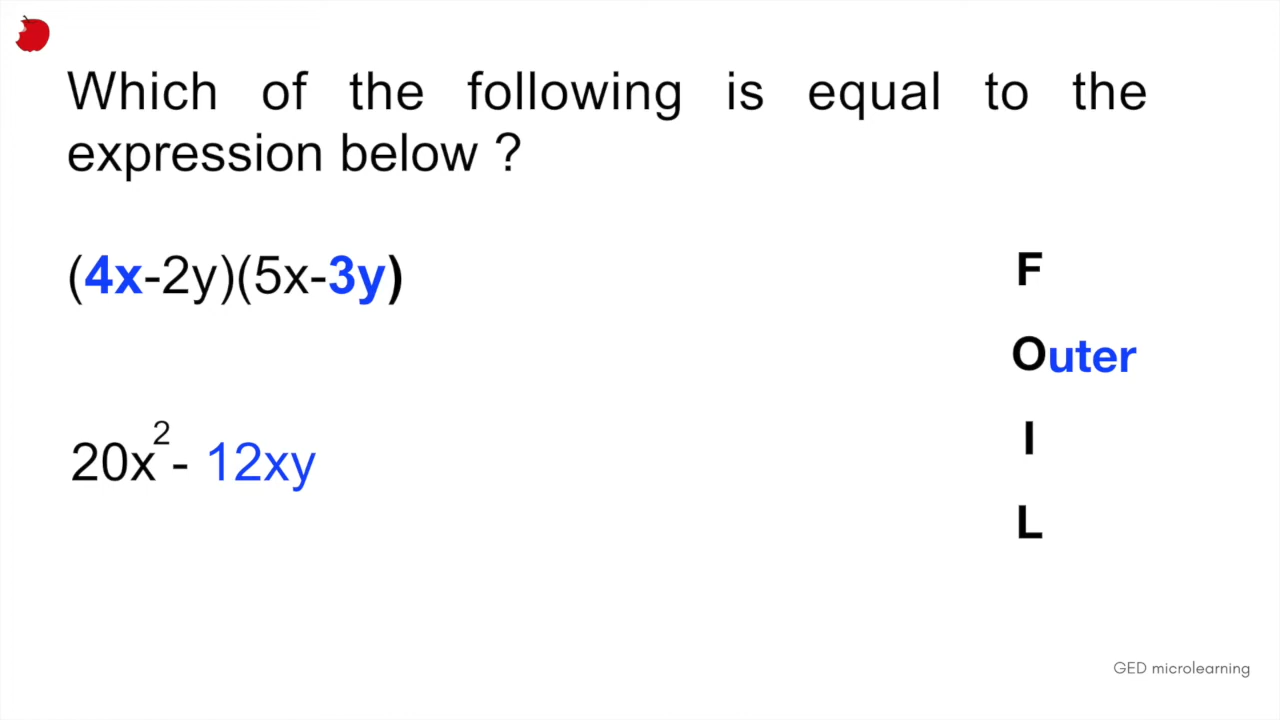 Which of the following is equal to the
expression below ?
(4x-2y)(5x-3y)
F
Outer
20x²- 12xy
I
L
GED microlearning